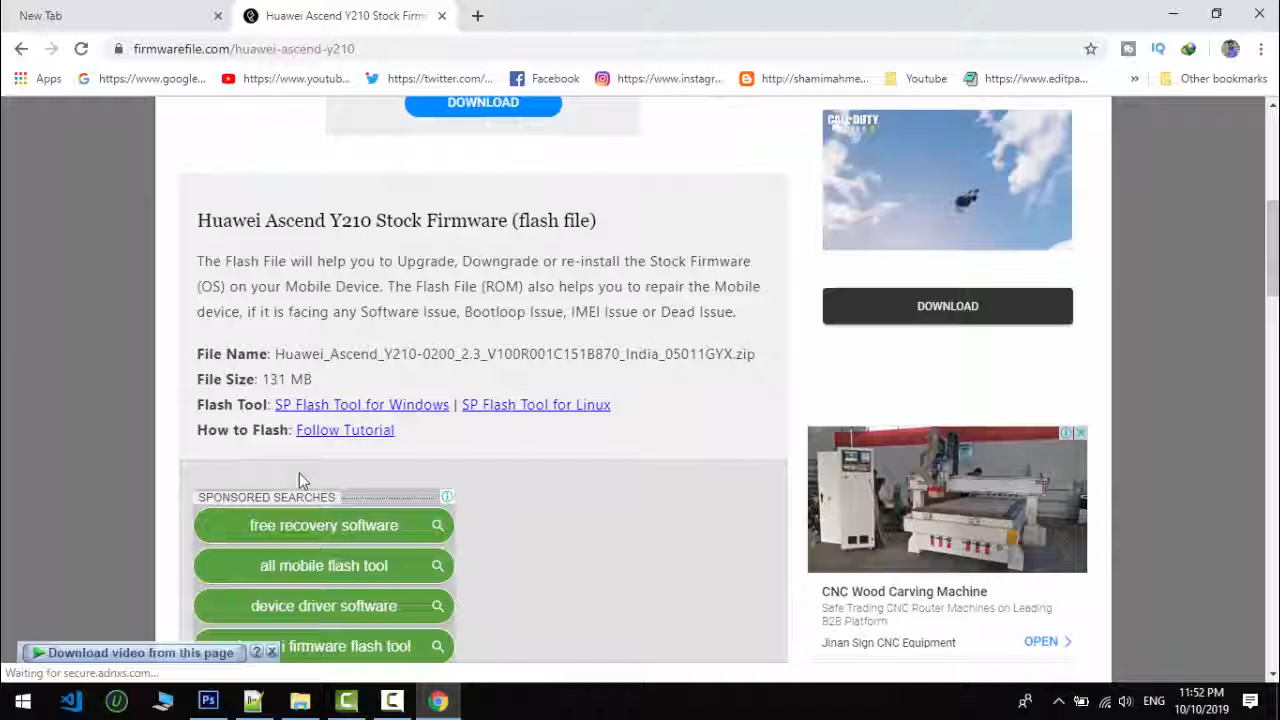 New Tab
Huawei Ascend Y210 Stock Firm
firmwarefile.com/huawei-ascend-y210
Apps
https://www.google...
https://www.youtub...
https://twitter.com/...
Facebook
https://www.instagr...
http://shamimahme...
Youtube
https://www.editpa...
»
Other bookmarks
DOWNLOAD
CALL·DUTY
Huawei Ascend Y210 Stock Firmware (flash file)
The Flash File will help you to Upgrade, Downgrade or re-install the Stock Firmware
(OS) on your Mobile Device. The Flash File (ROM) also helps you to repair the Mobile
device, if it is facing any Software Issue, Bootloop Issue, IMEI Issue or Dead Issue.
DOWNLOAD
File Name: Huawei_Ascend_Y210-0200_2.3_V100R001C151B870_India_05011GYX.zip
File Size: 131 MB
Flash Tool: SP Flash Tool for Windows | SP Flash Tool for Linux
How to Flash: Follow Tutorial
SPONSORED SEARCHES
free recovery software
all mobile flash tool
device driver software
i firmware flash tool
CNC Wood Carving Machine
Safe Trading CNC Router Machines on Leading
B2B Platform
Jinan Sign CNC Equipment
OPEN
Download video from this page
? X
Waiting for secure.adnxs.com...
ENG
11:52 PM
10/10/2019